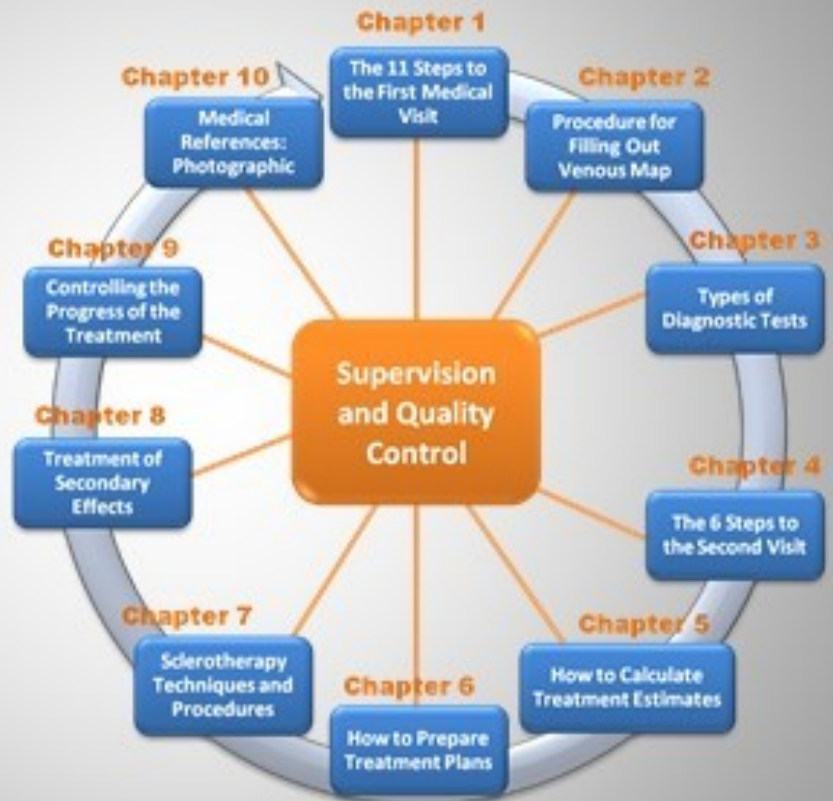 Chapter 1
The 11 Steps to
the First Medical
Visit
Chapter 2
Procedure for
Filling Out
Venous Map
Chapter 3
Types of
Diagnostic Tests
Chapter 4
The 6 Steps to
the Second Visit
Chapter 5
How to Calculate
Treatment Estimates
Chapter 6
How to Prepare
Treatment Plans
Chapter 7
Sclerotherapy
Techniques and
Procedures
Chapter 8
Treatment of
Secondary
Effects
Chapter 9
Controlling the
Progress of the
Treatment
Chapter 10
Medical
References:
Photographic
Supervision
and Quality
Control